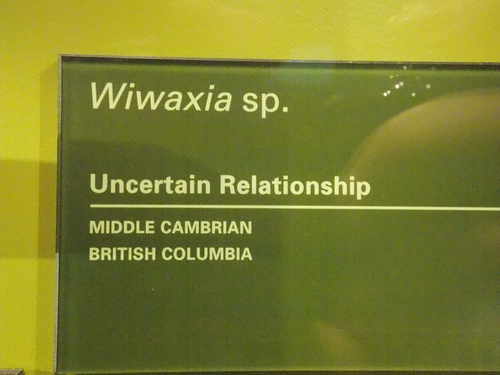 Wiwaxia sp.
Uncertain Relationship
MIDDLE CAMBRIAN
BRITISH COLUMBIA